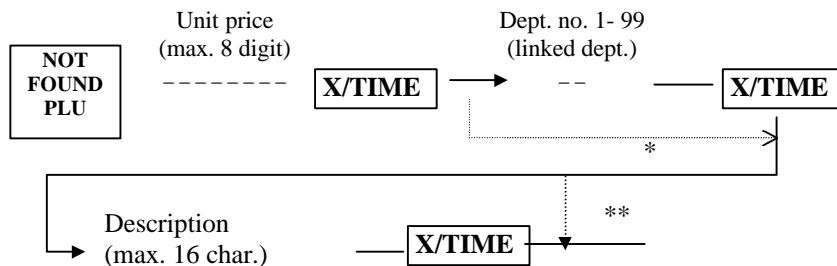 Unit price
(max. 8 digit)
Dept. no. 1- 99
(linked dept.)
NOT
FOUND
PLU
X/TIME
X/TIME
*
**
Description
(max. 16 char.)
X/TIME